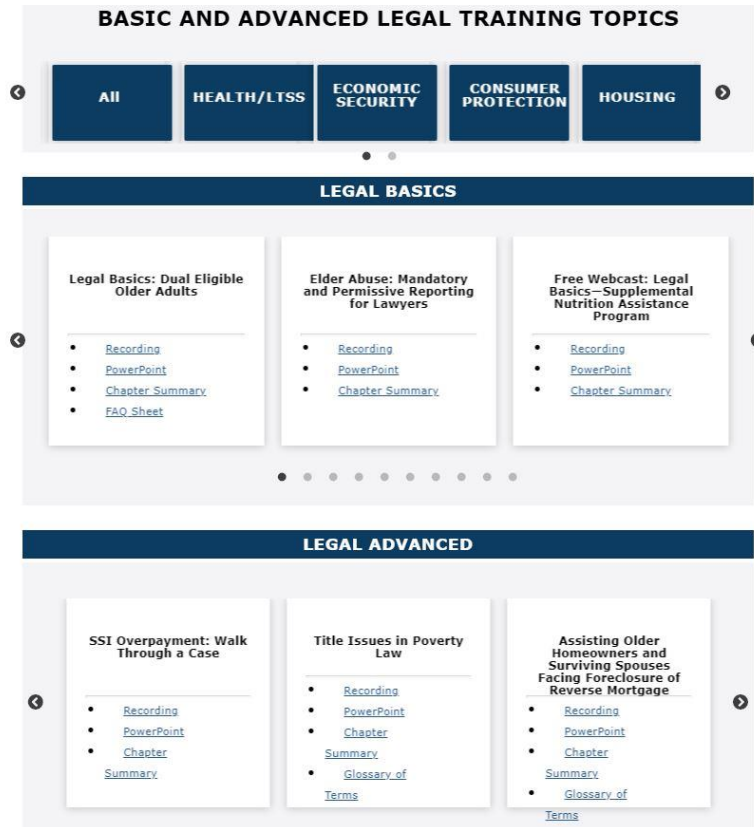 BASIC AND ADVANCED LEGAL TRAINING TOPICS
All
HEALTH/LTSS
ECONOMIC
SECURITY
CONSUMER
PROTECTION
HOUSING
LEGAL BASICS
Legal Basics: Dual Eligible
Older Adults
Recording
PowerPoint
Chapter Summary
FAQ Sheet
Elder Abuse: Mandatory
and Permissive Reporting
for Lawyers
Recording
PowerPoint
Chapter Summary
Free Webcast: Legal
Basics—Supplemental
Nutrition Assistance
Program
Recording
PowerPoint
Chapter Summary
LEGAL ADVANCED
SSI Overpayment: Walk
Through a Case
Recording
PowerPoint
Chapter
Summary
Title Issues in Poverty
Law
Recording
PowerPoint
Chapter
Summary
Glossary of
Terms
Assisting Older
Homeowners and
Surviving Spouses
Facing Foreclosure of
Reverse Mortgage
Recording
PowerPoint
Chapter
Summary
Glossary of
Terms